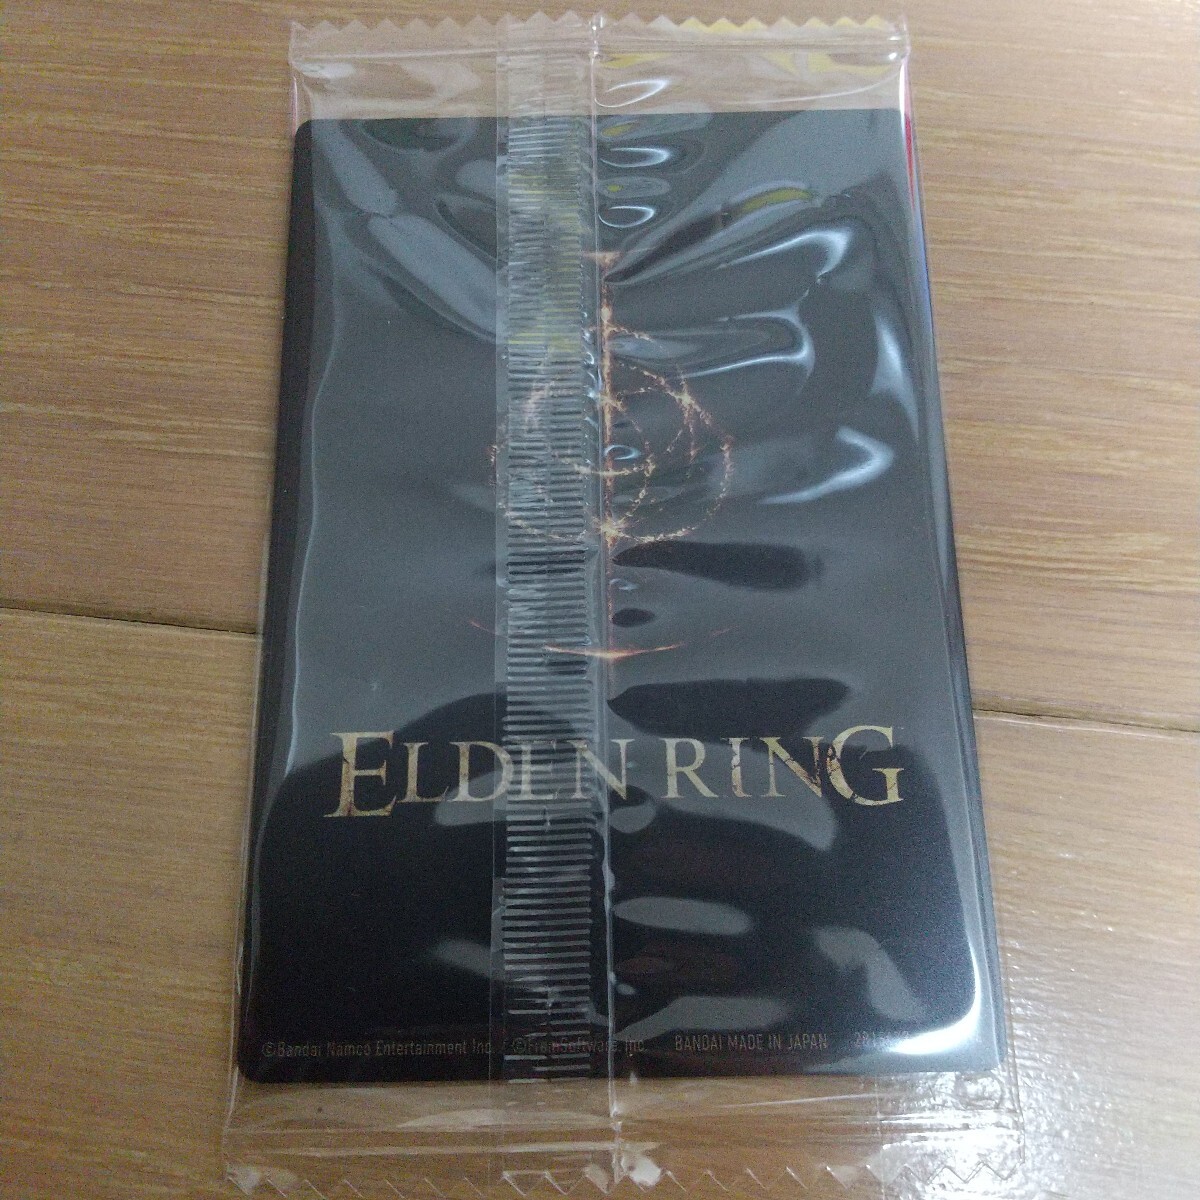 ELDEN RING
©Bandai Namco Entertainment Inc. / ©FromSoftware, Inc. BANDAI MADE IN JAPAN